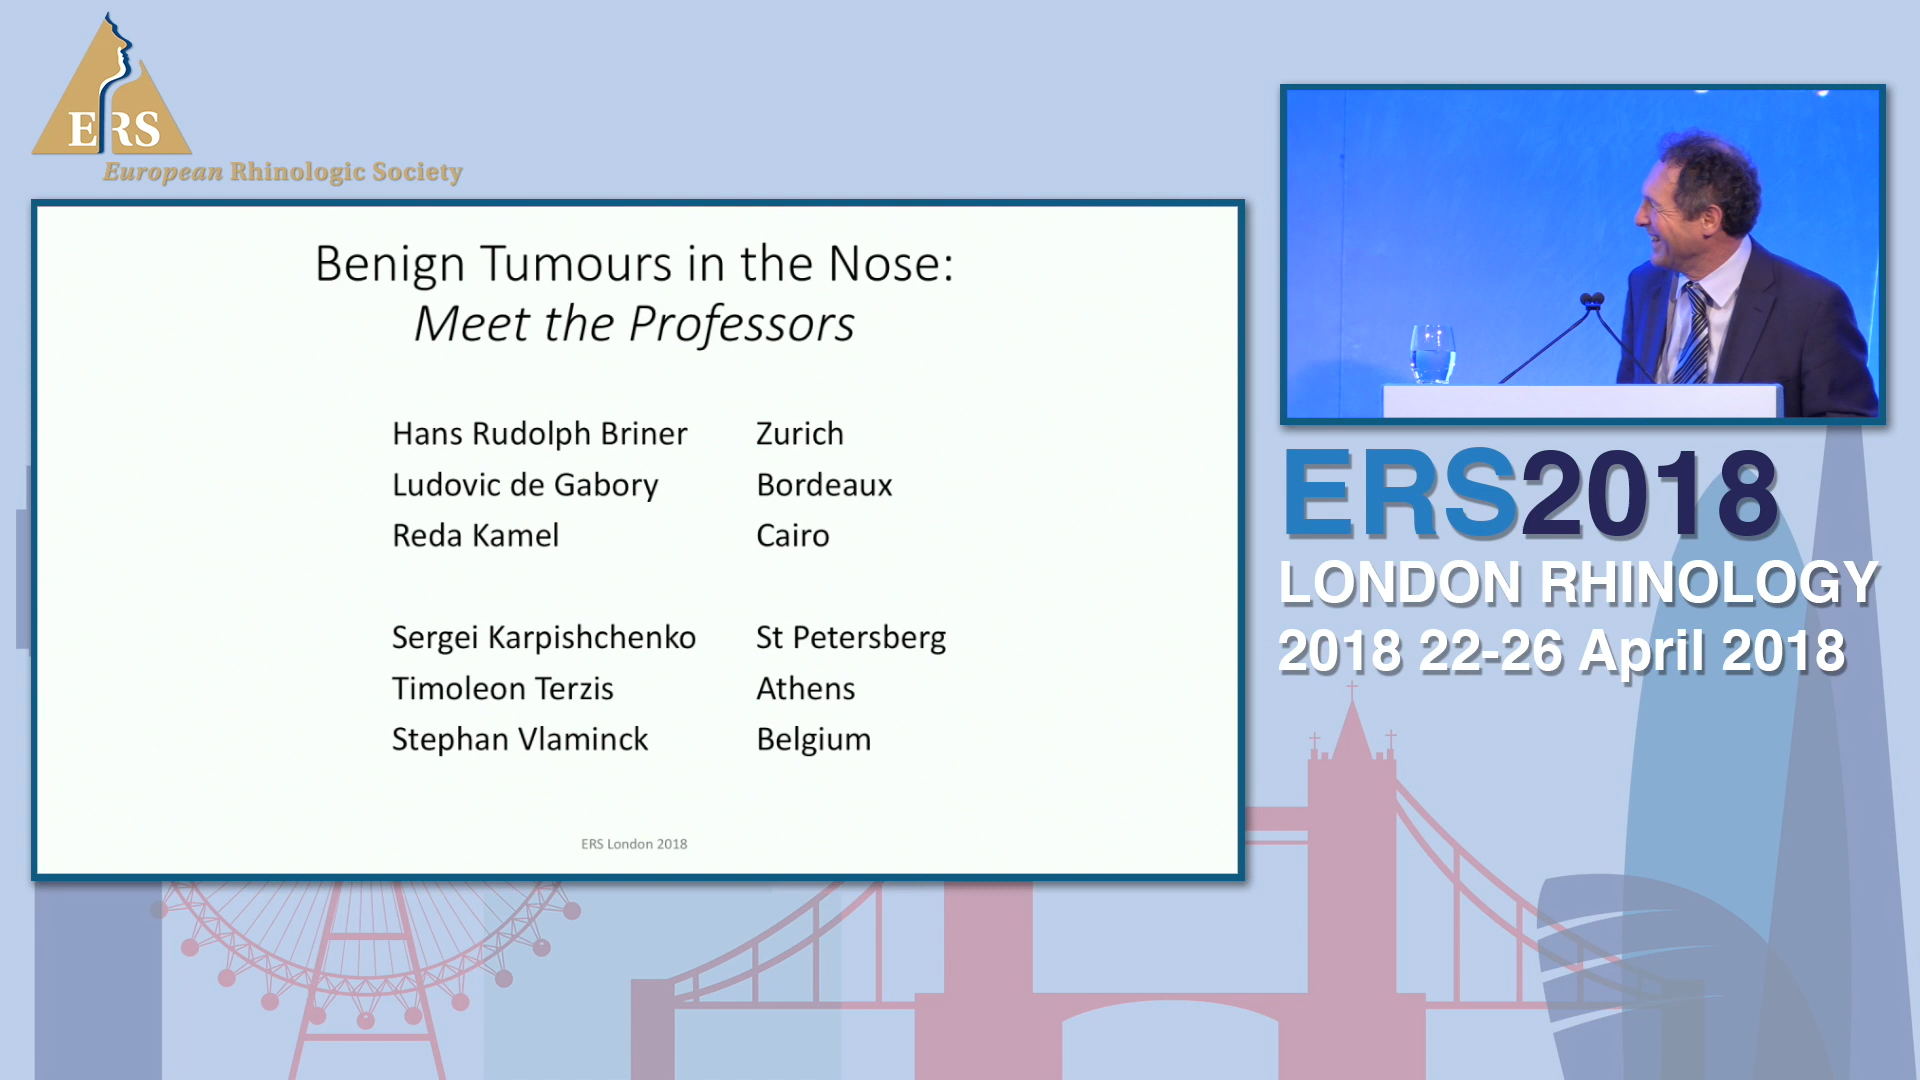 ERS
European Rhinologic Society
Benign Tumours in the Nose:
Meet the Professors
Hans Rudolph Briner Zurich
Ludovic de Gabory Bordeaux
Reda Kamel Cairo
Sergei Karpishchenko St Petersberg
Timoleon Terzis Athens
Stephan Vlaminck Belgium
ERS London 2018
ERS2018
LONDON RHINOLOGY
2018 22-26 April 2018